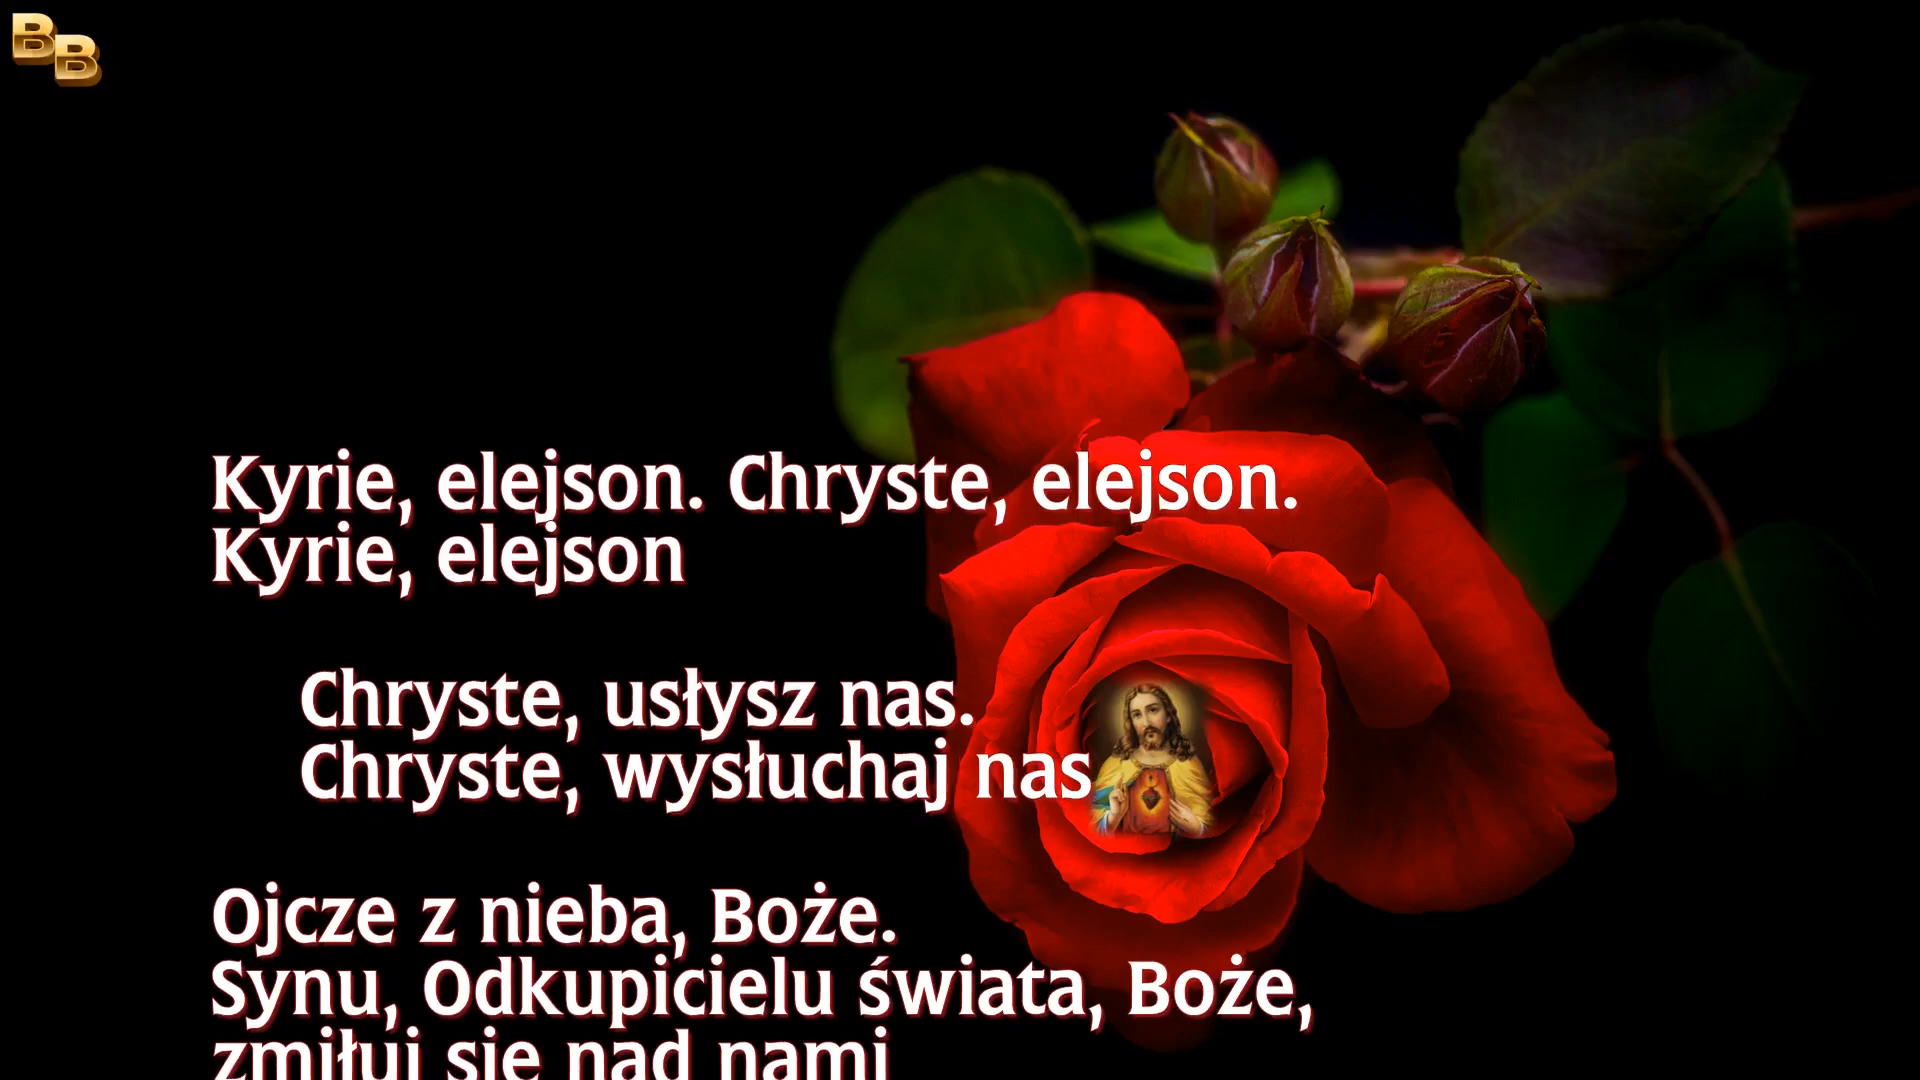 BB
Kyrie, elejson. Chryste, elejson.
Kyrie, elejson
Chryste, usłysz nas.
Chryste, wysłuchaj nas
Ojcze z nieba, Boże.
Synu, Odkupicielu świata, Boże,
zmiłuj się nad nami